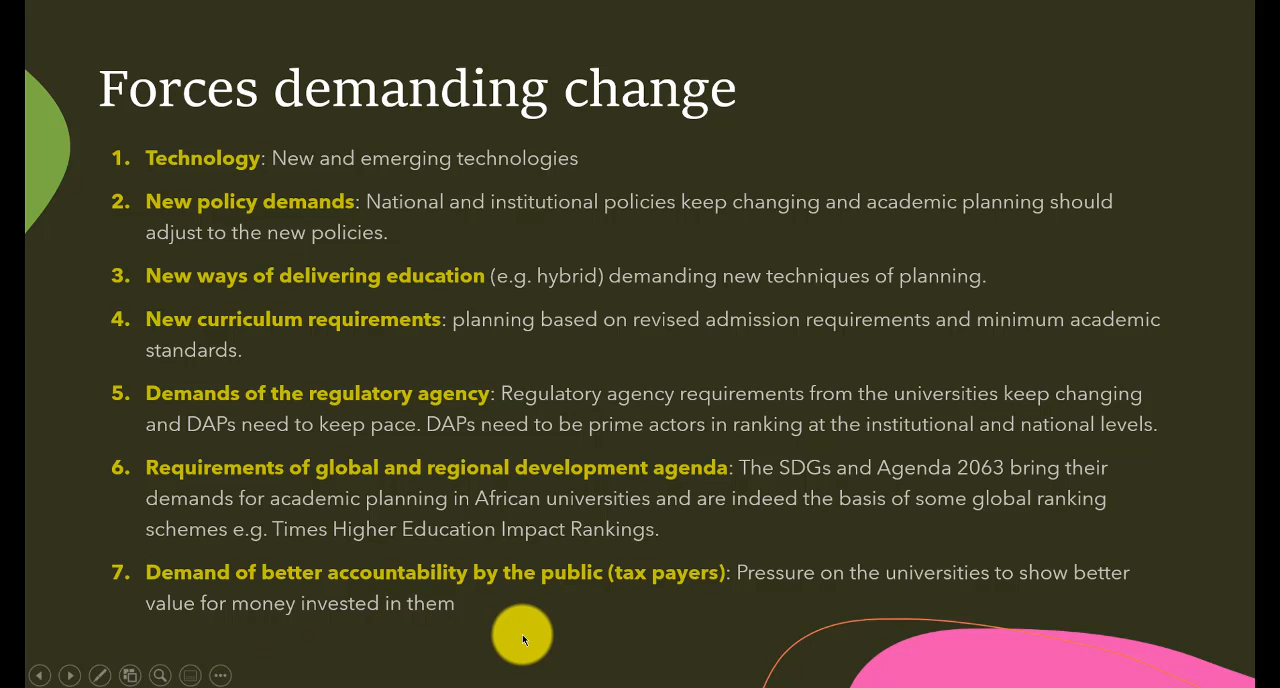 Forces demanding change
1. Technology: New and emerging technologies
2. New policy demands: National and institutional policies keep changing and academic planning should
adjust to the new policies.
3. New ways of delivering education (e.g. hybrid) demanding new techniques of planning.
4. New curriculum requirements: planning based on revised admission requirements and minimum academic
standards.
5. Demands of the regulatory agency: Regulatory agency requirements from the universities keep changing
and DAPs need to keep pace. DAPs need to be prime actors in ranking at the institutional and national levels.
6. Requirements of global and regional development agenda: The SDGs and Agenda 2063 bring their
demands for academic planning in African universities and are indeed the basis of some global ranking
schemes e.g. Times Higher Education Impact Rankings.
7. Demand of better accountability by the public (tax payers): Pressure on the universities to show better
value for money invested in them